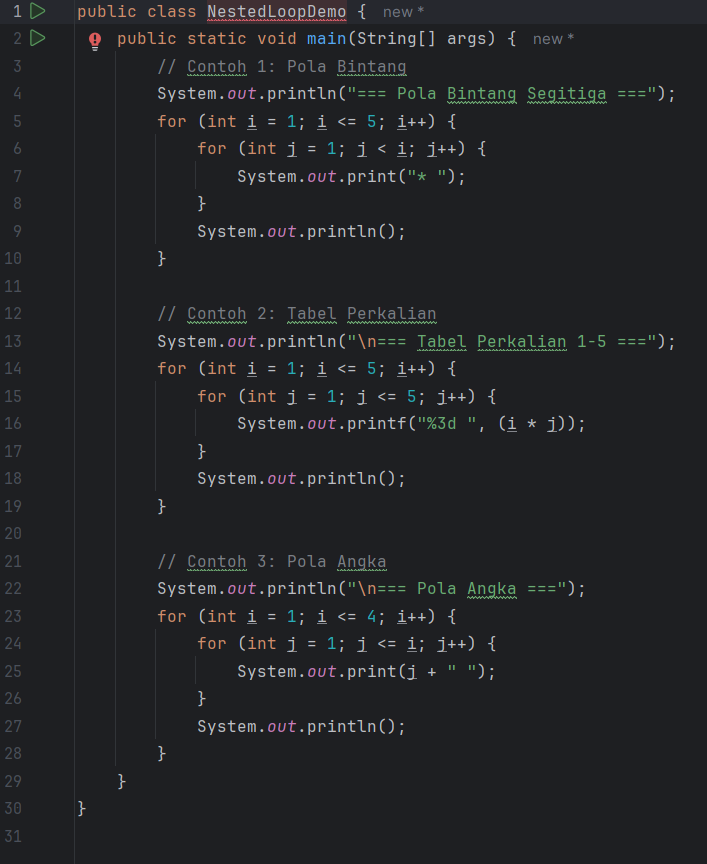 1 public class NestedLoopDemo { new *
2 public static void main(String[] args) { new *
3 // Contoh 1: Pola Bintang
4 System.out.println("=== Pola Bintang Segitiga ===");
5 for (int i = 1; i <= 5; i++) {
6 for (int j = 1; j < i; j++) {
7 System.out.print("* ");
8 }
9 System.out.println();
10 }
11
12 // Contoh 2: Tabel Perkalian
13 System.out.println("\n=== Tabel Perkalian 1-5 ===");
14 for (int i = 1; i <= 5; i++) {
15 for (int j = 1; j <= 5; j++) {
16 System.out.printf("%3d ", (i * j));
17 }
18 System.out.println();
19 }
20
21 // Contoh 3: Pola Angka
22 System.out.println("\n=== Pola Angka ===");
23 for (int i = 1; i <= 4; i++) {
24 for (int j = 1; j <= i; j++) {
25 System.out.print(j + " ");
26 }
27 System.out.println();
28 }
29 }
30 }
31